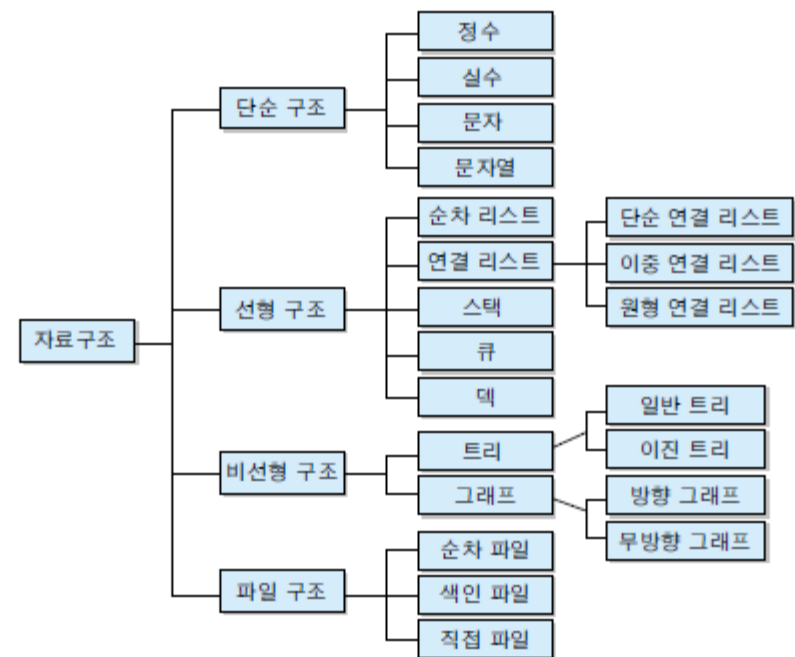 자료구조
단순 구조
정수
실수
문자
문자열
선형 구조
순차 리스트
연결 리스트
단순 연결 리스트
이중 연결 리스트
원형 연결 리스트
스택
큐
덱
비선형 구조
트리
일반 트리
이진 트리
그래프
방향 그래프
무방향 그래프
파일 구조
순차 파일
색인 파일
직접 파일